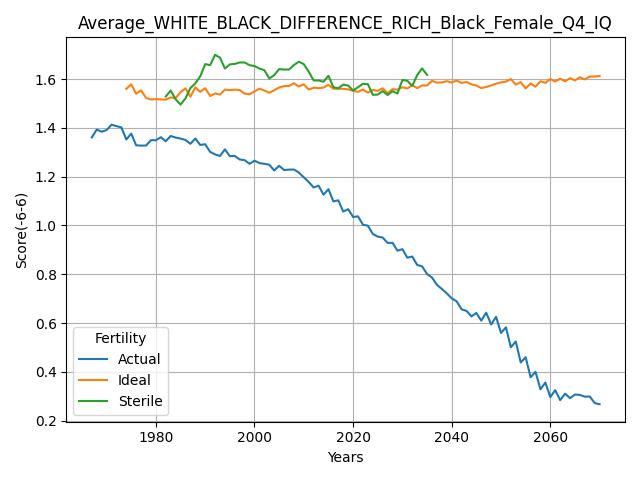 Average_WHITE_BLACK_DIFFERENCE_RICH_Black_Female_Q4_IQ
Score(-6-6)
1.6
1.4
1.2
1.0
0.8
0.6
0.4
0.2
Fertility
Actual
Ideal
Sterile
1980 2000 2020 2040 2060
Years